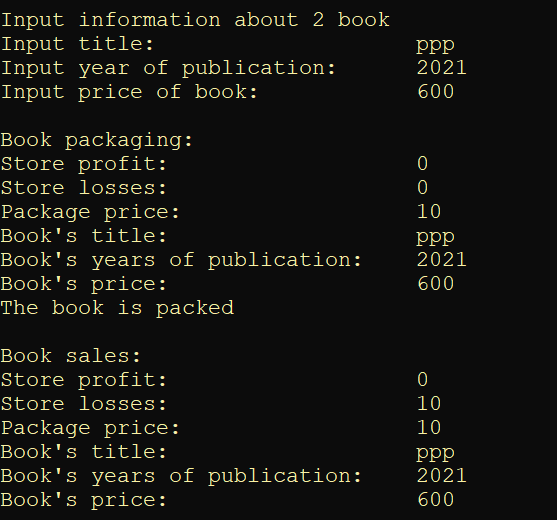 Input information about 2 book
Input title: ppp
Input year of publication: 2021
Input price of book: 600
Book packaging:
Store profit: 0
Store losses: 0
Package price: 10
Book's title: ppp
Book's years of publication: 2021
Book's price: 600
The book is packed
Book sales:
Store profit: 0
Store losses: 10
Package price: 10
Book's title: ppp
Book's years of publication: 2021
Book's price: 600